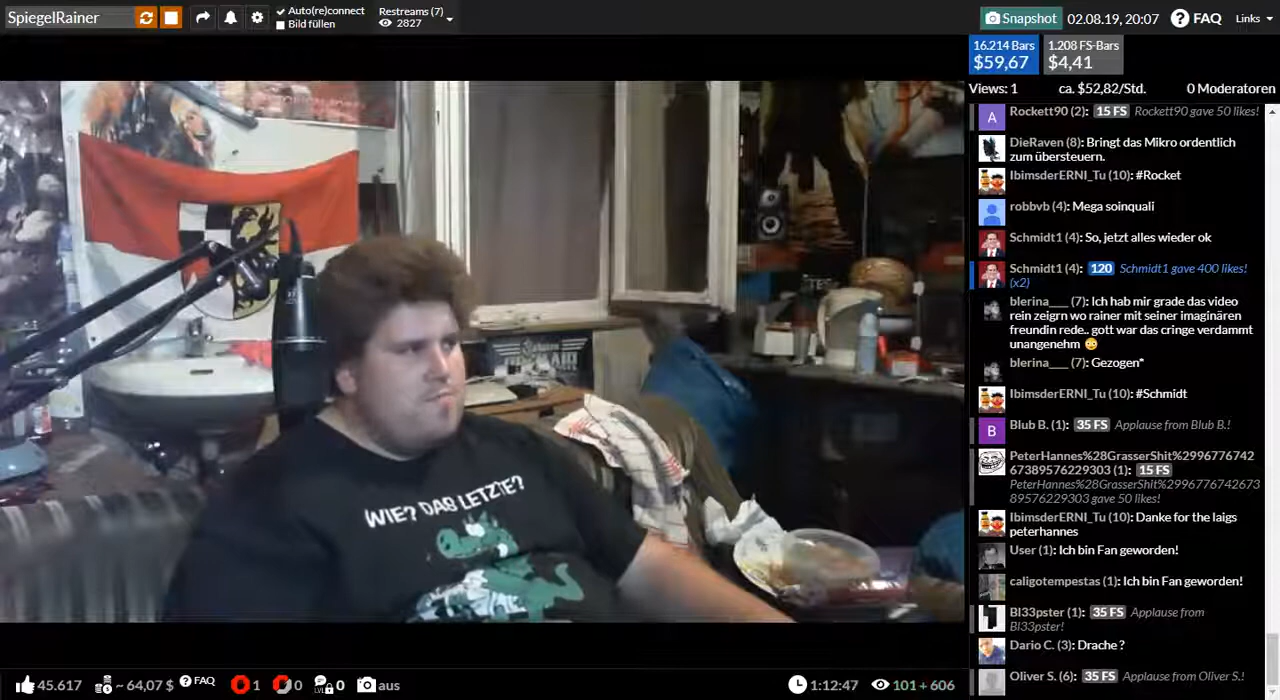 SpiegelRainer
Auto(re)connect
Bild füllen
Restreams (7)
2827
Snapshot
02.08.19, 20:07
FAQ
Links
16.214 Bars
$59,67
1.208 FS-Bars
$4,41
Views: 1
ca. $52,82/Std.
0 Moderatoren
A
Rockett90 (2): 15 FS Rockett90 gave 50 likes!
DieRaven (8): Bringt das Mikro ordentlich
zum übersteuern.
IbimsderERNI_Tu (10): #Rocket
robbvb (4): Mega soinquali
Schmidt1 (4): So, jetzt alles wieder ok
Schmidt1 (4): 120 Schmidt1 gave 400 likes!
(x2)
blerina___ (7): Ich hab mir grade das video
rein zeigrn wo rainer mit seiner imaginären
freundin rede.. gott war das cringe verdammt
unangenehm
blerina___ (7): Gezogen*
IbimsderERNI_Tu (10): #Schmidt
B
Blub B. (1): 35 FS Applause from Blub B.!
PeterHannes%28GrasserShit%2996776742
67389576229303 (1): 15 FS
PeterHannes%28GrasserShit%2996776742673
89576229303 gave 50 likes!
IbimsderERNI_Tu (10): Danke for the laigs
peterhannes
User (1): Ich bin Fan geworden!
caligotempestas (1): Ich bin Fan geworden!
Bl33pster (1): 35 FS Applause from
Bl33pster!
Dario C. (3): Drache ?
Oliver S. (6): 35 FS Applause from Oliver S.!
WIE? DAS LETZTE?
45.617
~ 64,07 $
FAQ
1
0
LVL
0
aus
1:12:47
101 + 606